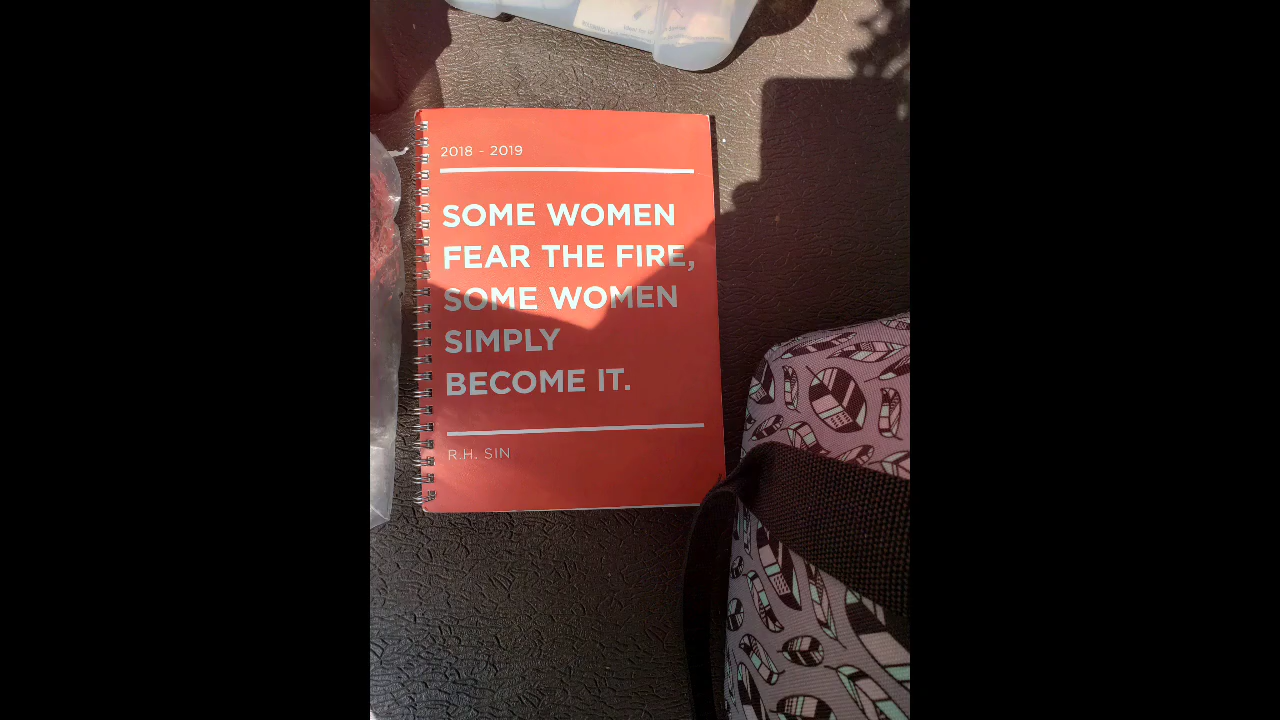 2018 - 2019
SOME WOMEN
FEAR THE FIRE,
SOME WOMEN
SIMPLY
BECOME IT.
R.H. SIN